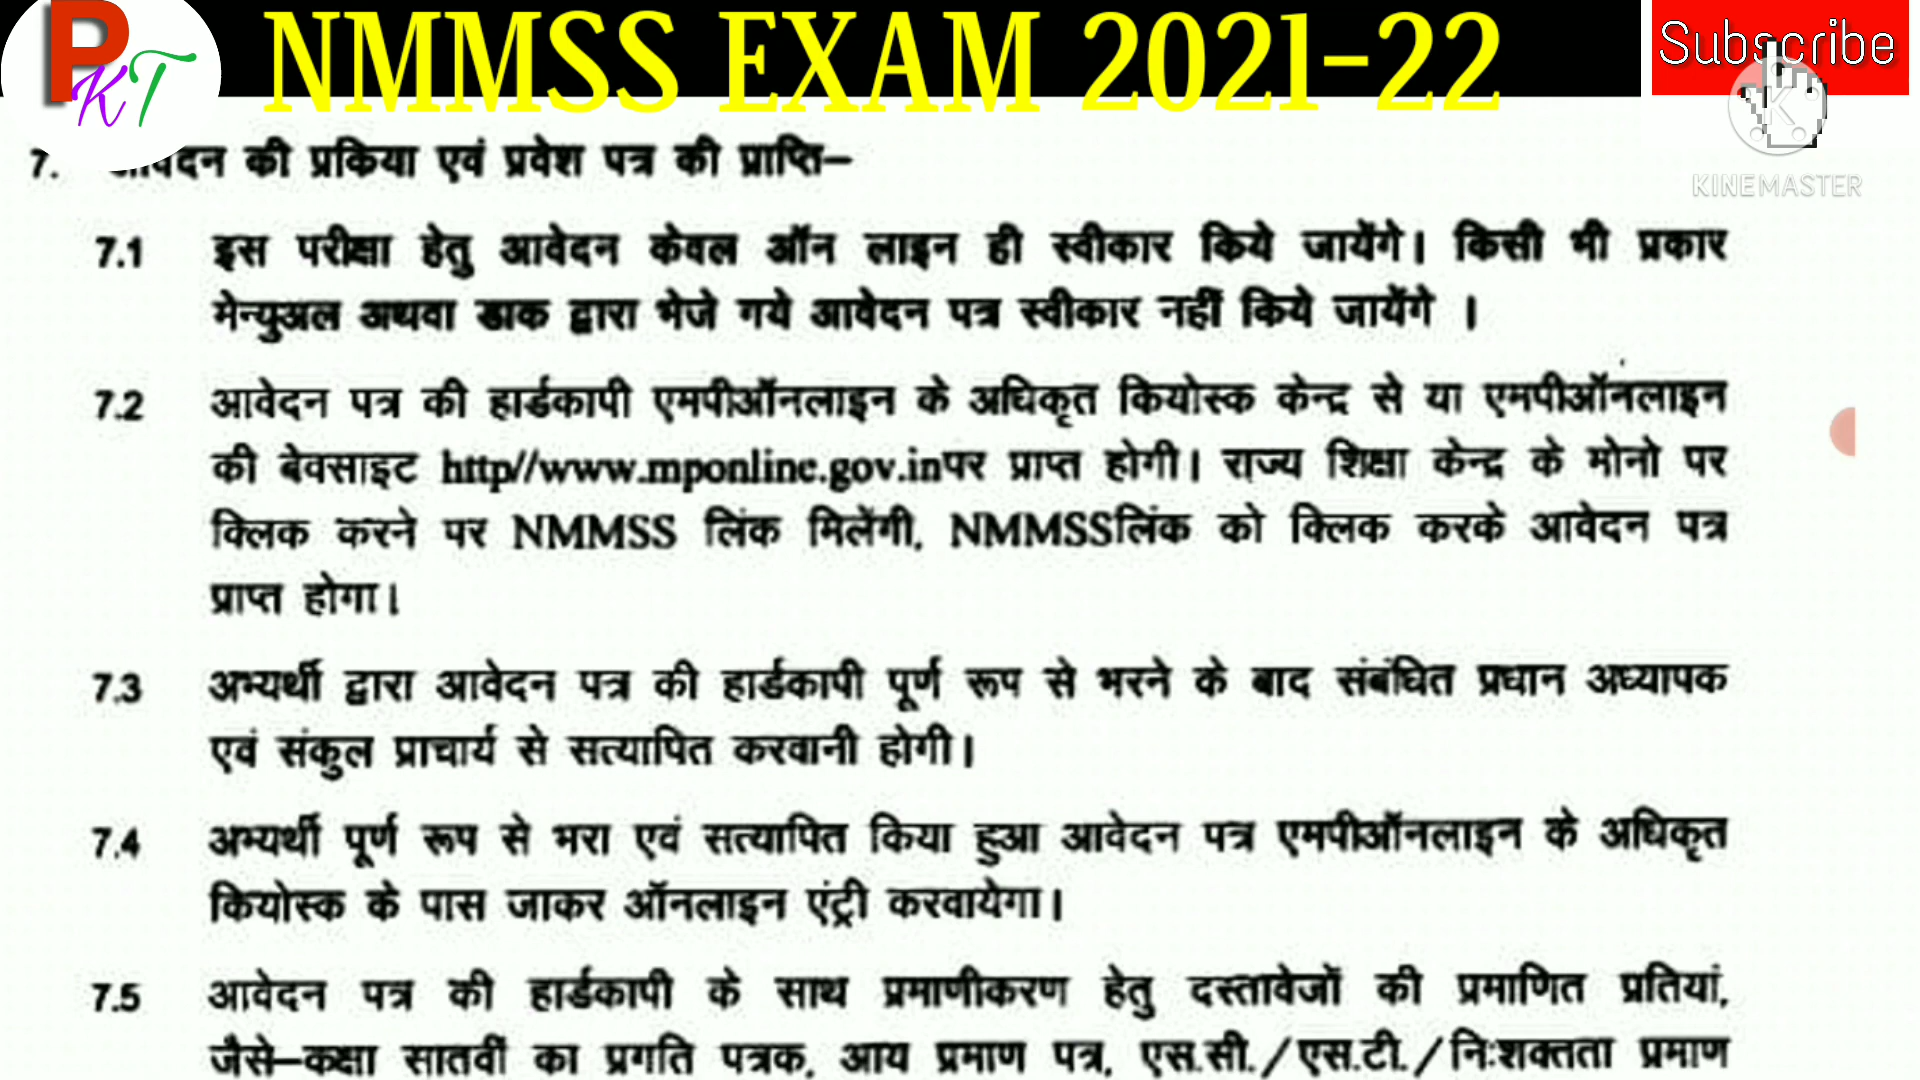 PKT
NMMSS EXAM 2021-22
Subscribe
K
KINEMASTER
7. आवेदन की प्रकिया एवं प्रवेश पत्र की प्राप्ति–
7.1 इस परीक्षा हेतु आवेदन केवल ऑन लाइन ही स्वीकार किये जायेंगे। किसी भी प्रकार
मेन्युअल अथवा डाक द्वारा भेजे गये आवेदन पत्र स्वीकार नहीं किये जायेंगे ।
7.2 आवेदन पत्र की हार्डकापी एमपीऑनलाइन के अधिकृत कियोस्क केन्द्र से या एमपीऑनलाइन
की बेवसाइट http//www.mponline.gov.inपर प्राप्त होगी। राज्य शिक्षा केन्द्र के मोनो पर
क्लिक करने पर NMMSS लिंक मिलेंगी, NMMSSलिंक को क्लिक करके आवेदन पत्र
प्राप्त होगा।
7.3 अभ्यर्थी द्वारा आवेदन पत्र की हार्डकापी पूर्ण रूप से भरने के बाद संबंधित प्रधान अध्यापक
एवं संकुल प्राचार्य से सत्यापित करवानी होगी।
7.4 अभ्यर्थी पूर्ण रूप से भरा एवं सत्यापित किया हुआ आवेदन पत्र एमपीऑनलाइन के अधिकृत
कियोस्क के पास जाकर ऑनलाइन एंट्री करवायेगा।
7.5 आवेदन पत्र की हार्डकापी के साथ प्रमाणीकरण हेतु दस्तावेजों की प्रमाणित प्रतियां,
जैसे–कक्षा सातवीं का प्रगति पत्रक, आय प्रमाण पत्र, एस.सी./एस.टी./निःशक्तता प्रमाण